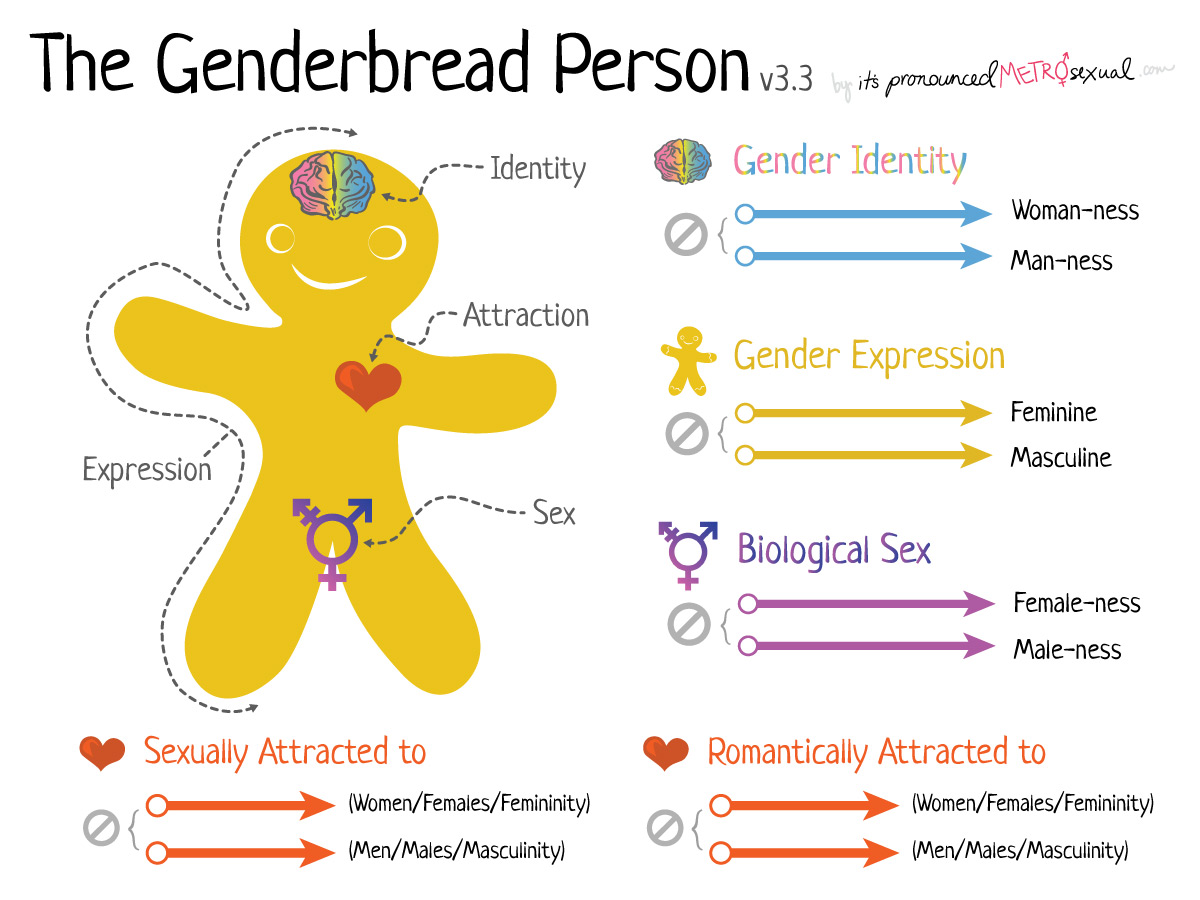 The Genderbread Person v3.3 by it's pronounced METROsexual.com
Identity
Attraction
Expression
Sex
Gender Identity
Woman-ness
Man-ness
Gender Expression
Feminine
Masculine
Biological Sex
Female-ness
Male-ness
Sexually Attracted to
(Women/Females/Femininity)
(Men/Males/Masculinity)
Romantically Attracted to
(Women/Females/Femininity)
(Men/Males/Masculinity)